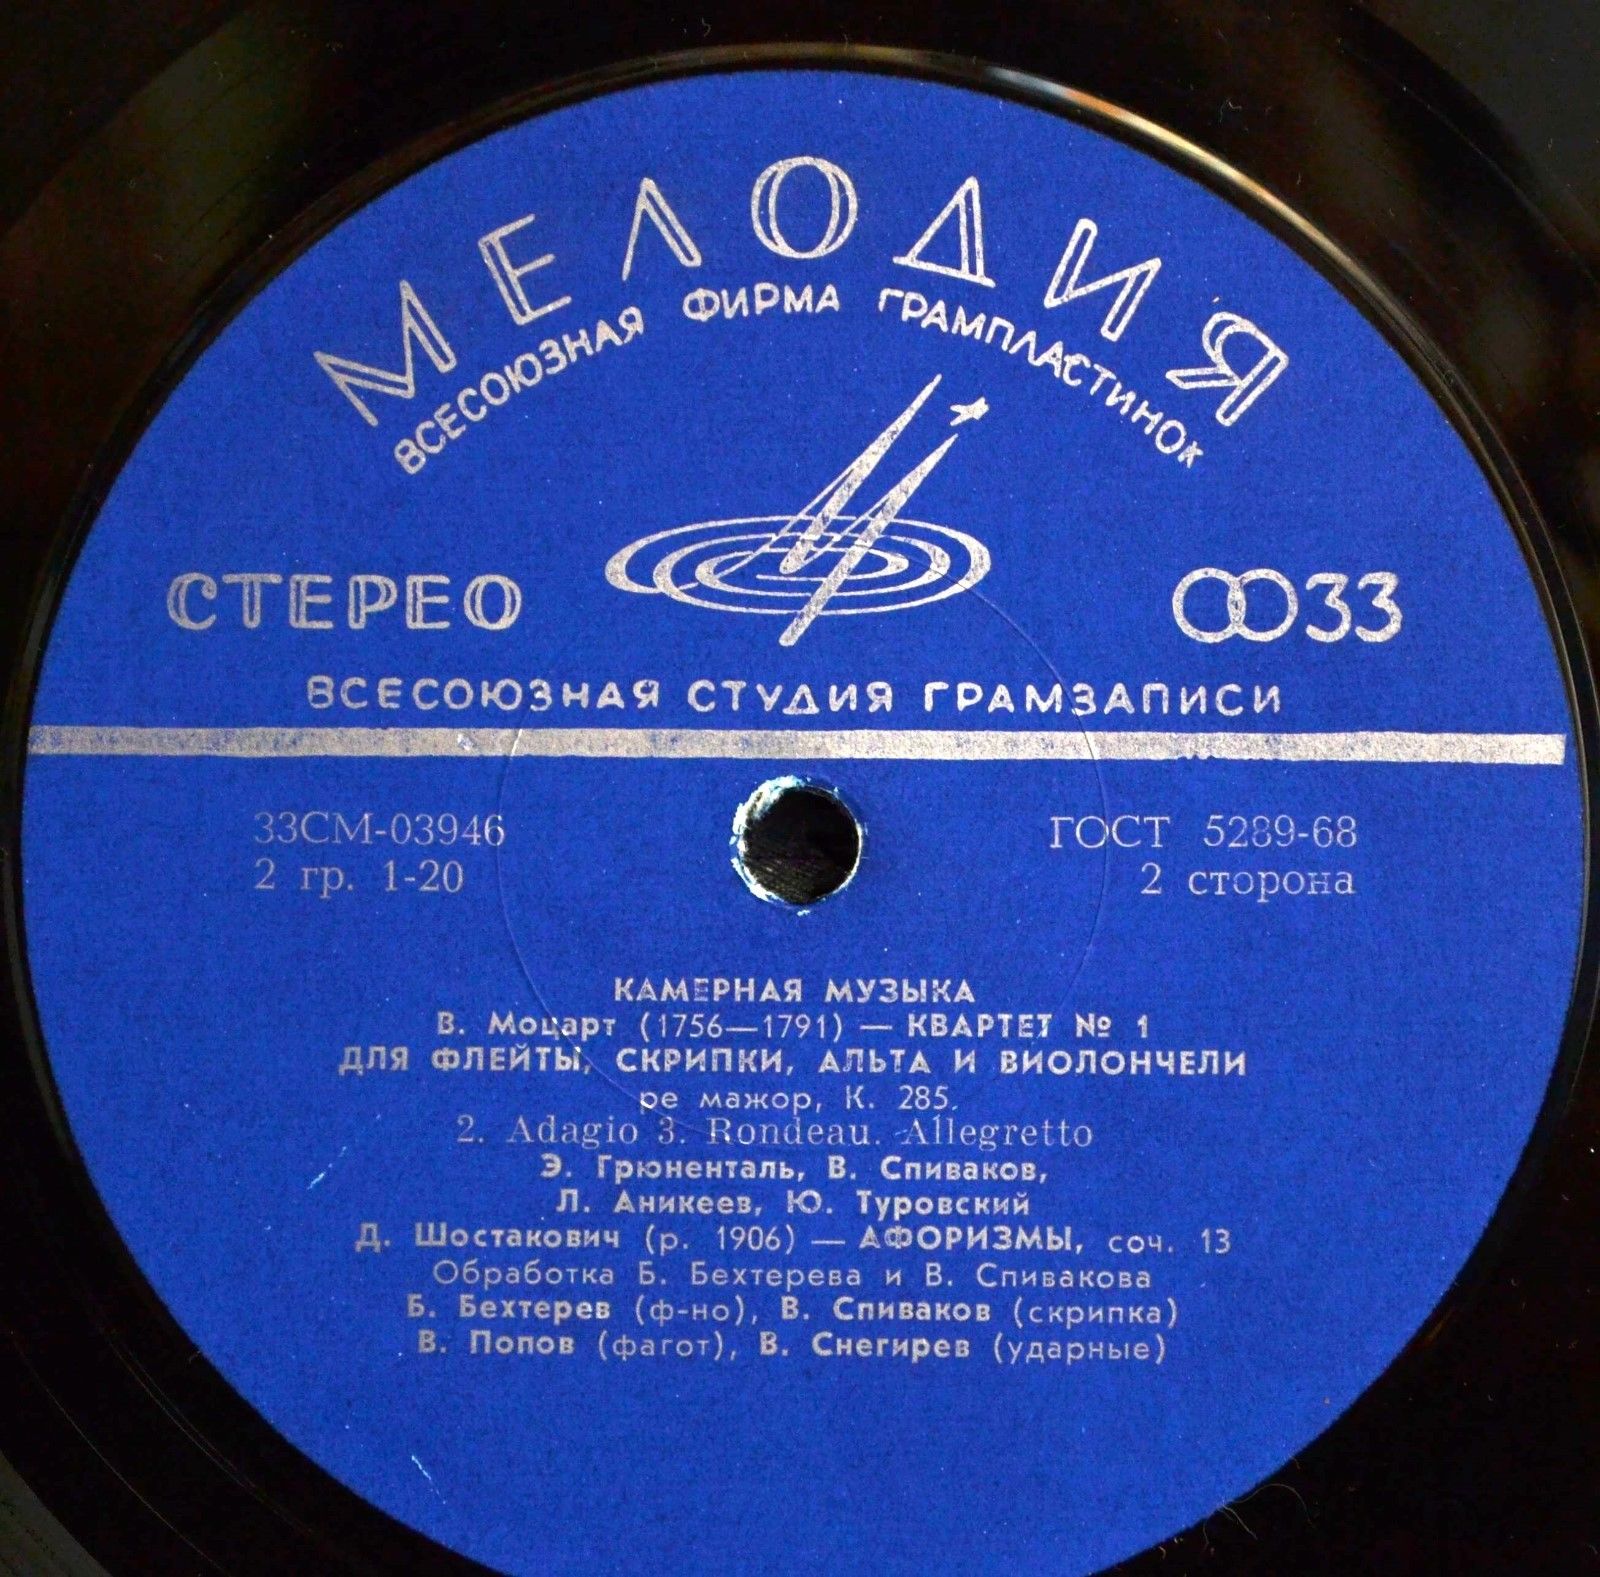 МЕЛОДИЯ
ВСЕСОЮЗНАЯ ФИРМА ГРАМПЛАСТИНОК
СТЕРЕО
33
ВСЕСОЮЗНАЯ СТУДИЯ ГРАМЗАПИСИ
33СМ-03946
ГОСТ 5289-68
2 гр. 1-20
2 сторона
КАМЕРНАЯ МУЗЫКА
В. Моцарт (1756—1791) — КВАРТЕТ № 1
ДЛЯ ФЛЕЙТЫ, СКРИПКИ, АЛЬТА И ВИОЛОНЧЕЛИ
ре мажор, К. 285.
2. Adagio 3. Rondeau. Allegretto
Э. Грюненталь, В. Спиваков,
Л. Аникеев, Ю. Туровский
Д. Шостакович (р. 1906) — АФОРИЗМЫ, соч. 13
Обработка Б. Бехтерева и В. Спивакова
Б. Бехтерев (ф-но), В. Спиваков (скрипка)
В. Попов (фагот), В. Снегирев (ударные)